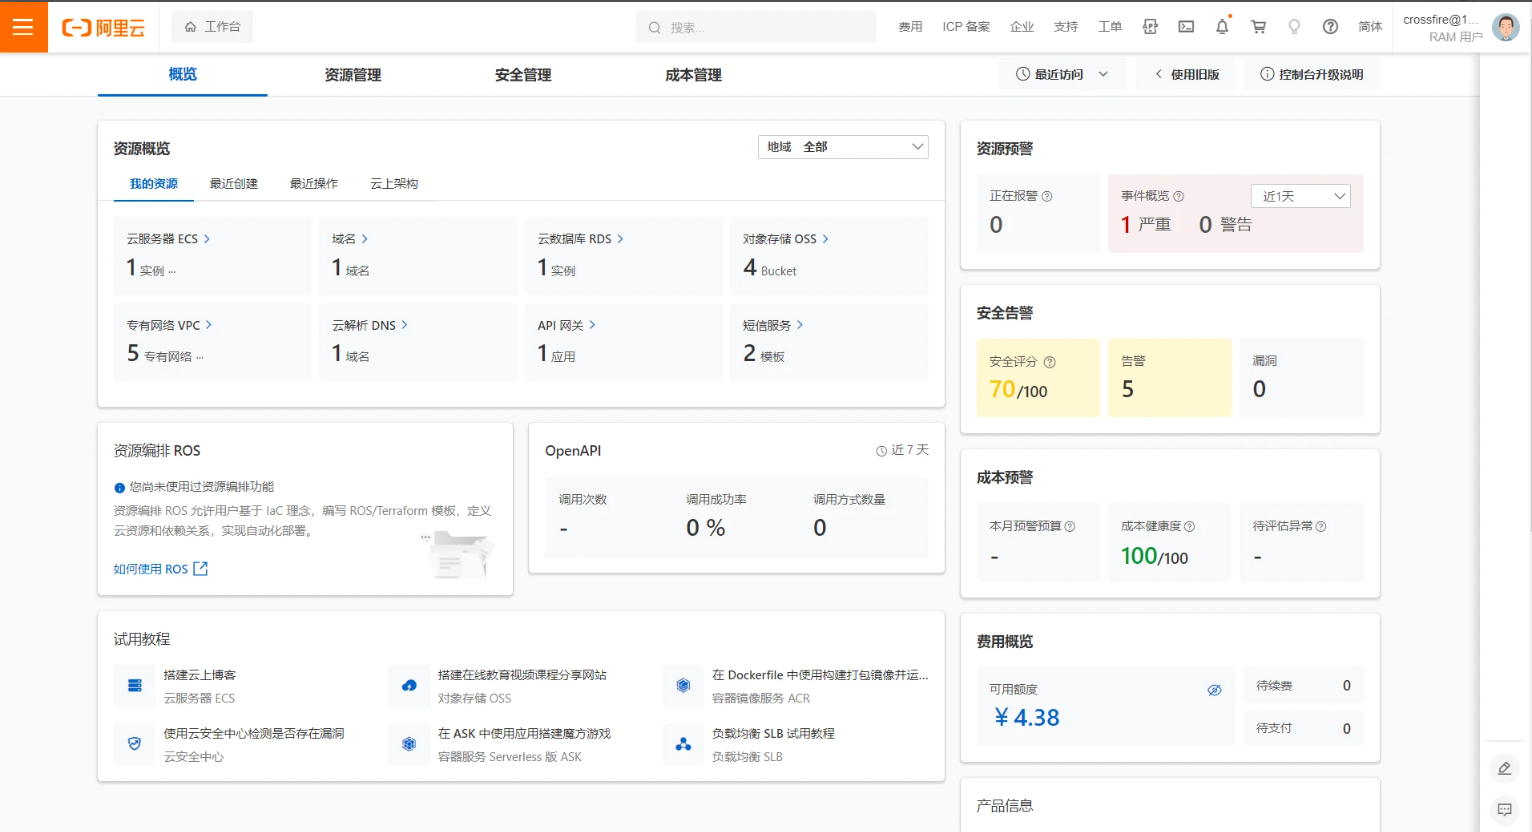 阿里云
工作台
搜索...
费用
ICP 备案
企业
支持
工单
简体
crossfire@1...
RAM 用户
概览
资源管理
安全管理
成本管理
最近访问
使用旧版
控制台升级说明
资源概览
地域 全部
我的资源
最近创建
最近操作
云上架构
云服务器 ECS
1 实例 ...
域名
1 域名
云数据库 RDS
1 实例
对象存储 OSS
4 Bucket
专有网络 VPC
5 专有网络 ...
云解析 DNS
1 域名
API 网关
1 应用
短信服务
2 模板
资源编排 ROS
您尚未使用过资源编排功能
资源编排 ROS 允许用户基于 IaC 理念，编写 ROS/Terraform 模板，定义
云资源和依赖关系，实现自动化部署。
如何使用 ROS
OpenAPI
近 7 天
调用次数
-
调用成功率
0 %
调用方式数量
0
试用教程
搭建云上博客
云服务器 ECS
搭建在线教育视频课程分享网站
对象存储 OSS
在 Dockerfile 中使用构建打包镜像并运...
容器镜像服务 ACR
使用云安全中心检测是否存在漏洞
云安全中心
在 ASK 中使用应用搭建魔方游戏
容器服务 Serverless 版 ASK
负载均衡 SLB 试用教程
负载均衡 SLB
资源预警
正在报警
0
事件概览
近1天
1 严重
0 警告
安全告警
安全评分
70/100
告警
5
漏洞
0
成本预警
本月预警预算
-
成本健康度
100/100
待评估异常
-
费用概览
可用额度
¥ 4.38
待续费 0
待支付 0
产品信息